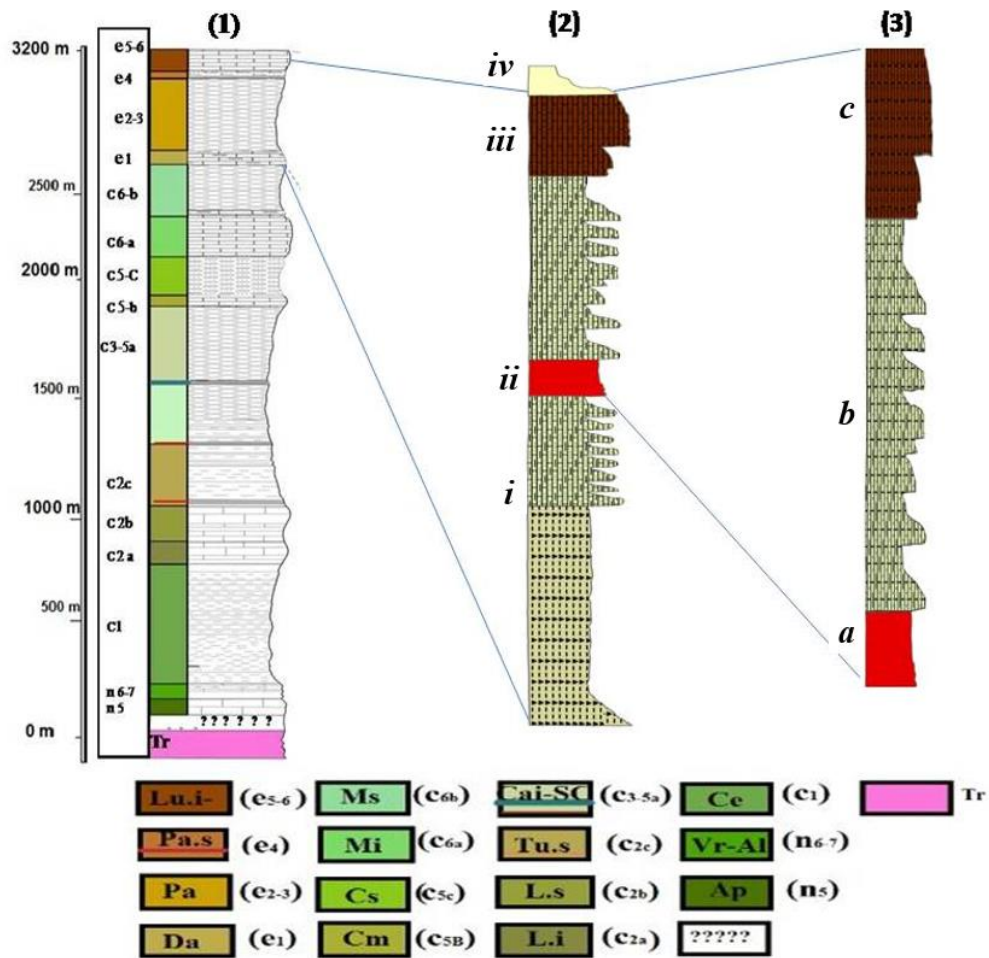 (1) (2) (3)
3200 m
2500 m
2000 m
1500 m
1000 m
500 m
0 m
e5-6
e4
e2-3
e1
c6-b
c6-a
c5-C
c5-b
c3-5a
c2c
c2b
c2a
c1
n6-7
n5
? ? ? ? ? ?
Tr
iv
iii
ii
i
c
b
a
Lu.i- (e5-6) Ms (c6b) Cai-SC (c3-5a) Ce (c1) Tr
Pa.s (e4) Mi (c6a) Tu.s (c2c) Vr-Al (n6-7)
Pa (e2-3) Cs (c5c) L.s (c2b) Ap (n5)
Da (e1) Cm (c5B) L.i (c2a) ?????